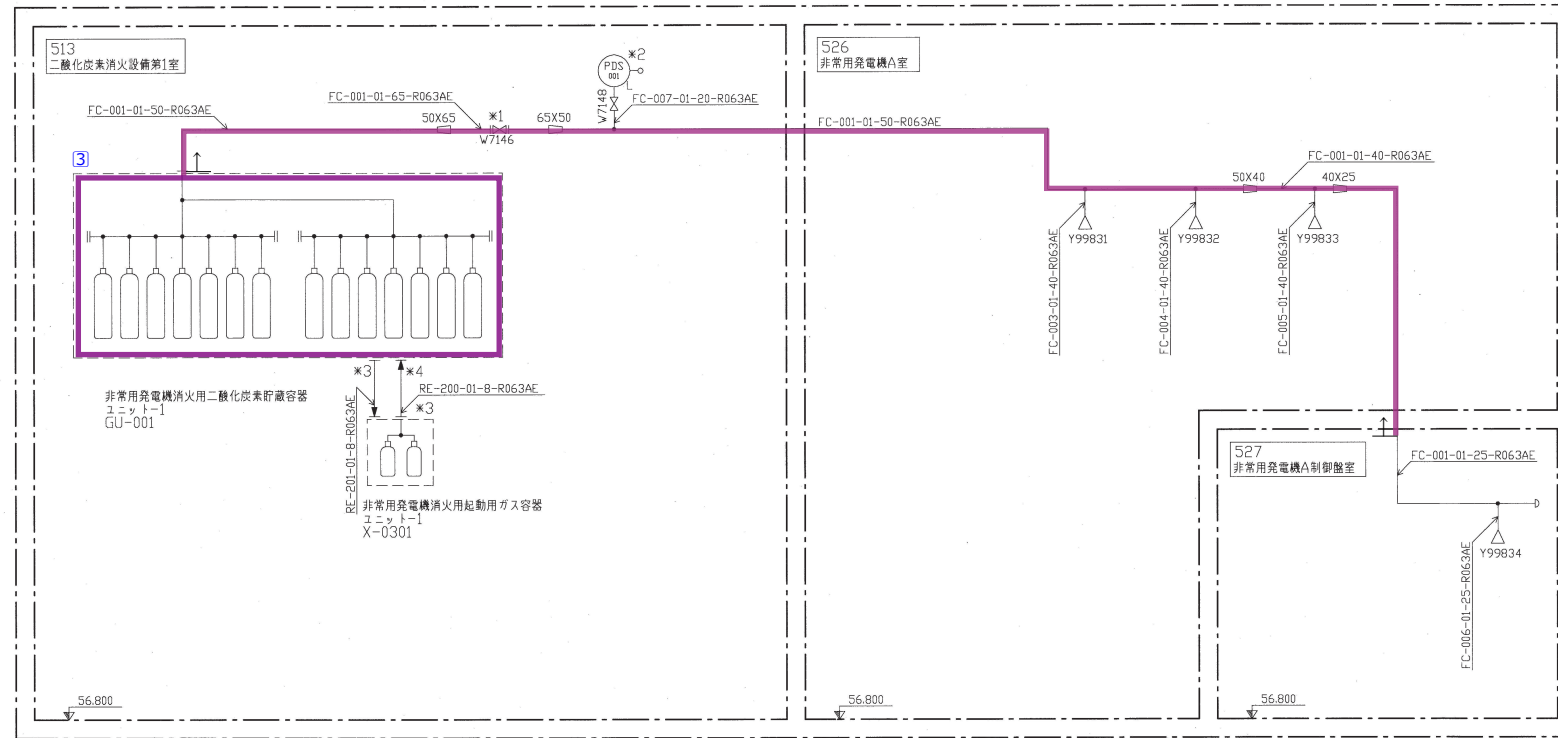 513
二酸化炭素消火設備第1室
526
非常用発電機A室
※2
PDS
001
L
W7148
FC-007-01-20-R063AE
FC-001-01-65-R063AE
FC-001-01-50-R063AE
50X65
※1
W7146
65X50
FC-001-01-50-R063AE
3
FC-001-01-40-R063AE
50X40
40X25
Y99831
Y99832
Y99833
FC-003-01-40-R063AE
FC-004-01-40-R063AE
FC-005-01-40-R063AE
※3
※4
RE-200-01-8-R063AE
※3
RE-201-01-8-R063AE
非常用発電機消火用二酸化炭素貯蔵容器
ユニット-1
GU-001
非常用発電機消火用起動用ガス容器
ユニット-1
X-0301
527
非常用発電機A制御盤室
FC-001-01-25-R063AE
Y99834
FC-006-01-25-R063AE
56.800
56.800
56.800